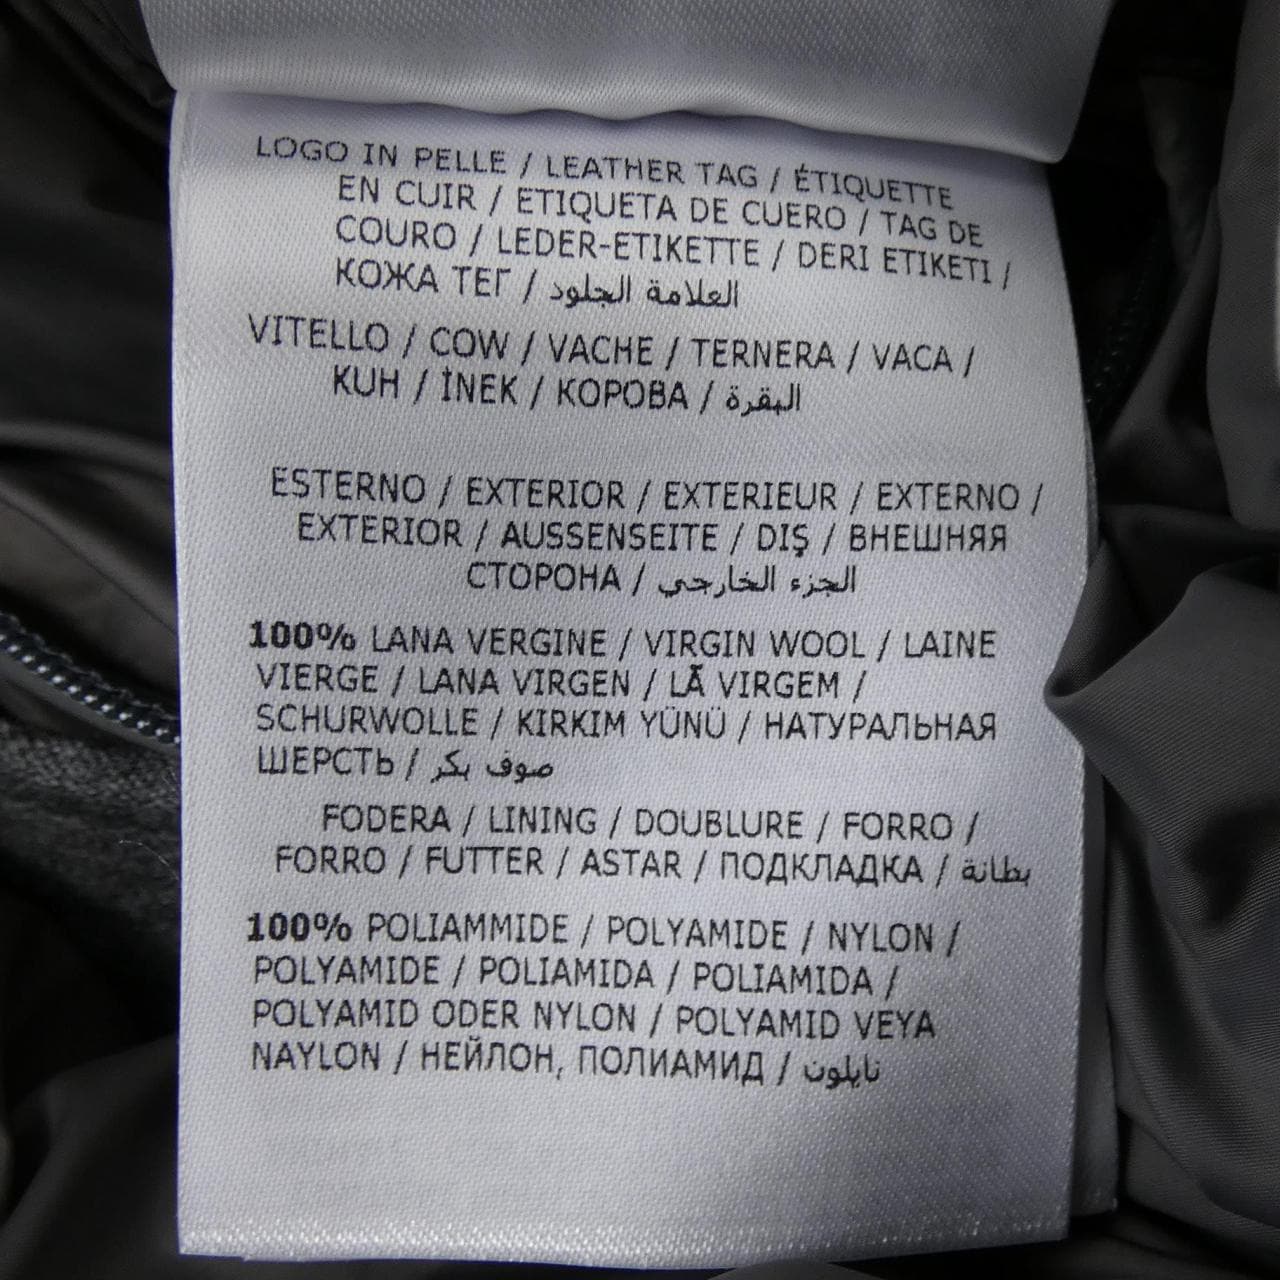 LOGO IN PELLE / LEATHER TAG / ÉTIQUETTE
EN CUIR / ETIQUETA DE CUERO / TAG DE
COURO / LEDER-ETIKETTE / DERI ETIKETI /
КОЖА ТЕГ / العلامة الجلود
VITELLO / COW / VACHE / TERNERA / VACA /
KUH / İNEK / КОРОВА / البقرة
ESTERNO / EXTERIOR / EXTERIEUR / EXTERNO /
EXTERIOR / AUSSENSEITE / DIŞ / ВНЕШНЯЯ
СТОРОНА / الجزء الخارجي
100% LANA VERGINE / VIRGIN WOOL / LAINE
VIERGE / LANA VIRGEN / LÃ VIRGEM /
SCHURWOLLE / KIRKIM YÜNÜ / НАТУРАЛЬНАЯ
ШЕРСТЬ / صوف بكر
FODERA / LINING / DOUBLURE / FORRO /
FORRO / FUTTER / ASTAR / ПОДКЛАДКА / بطانة
100% POLIAMMIDE / POLYAMIDE / NYLON /
POLYAMIDE / POLIAMIDA / POLIAMIDA /
POLYAMID ODER NYLON / POLYAMID VEYA
NAYLON / НЕЙЛОН, ПОЛИАМИД / نايلون